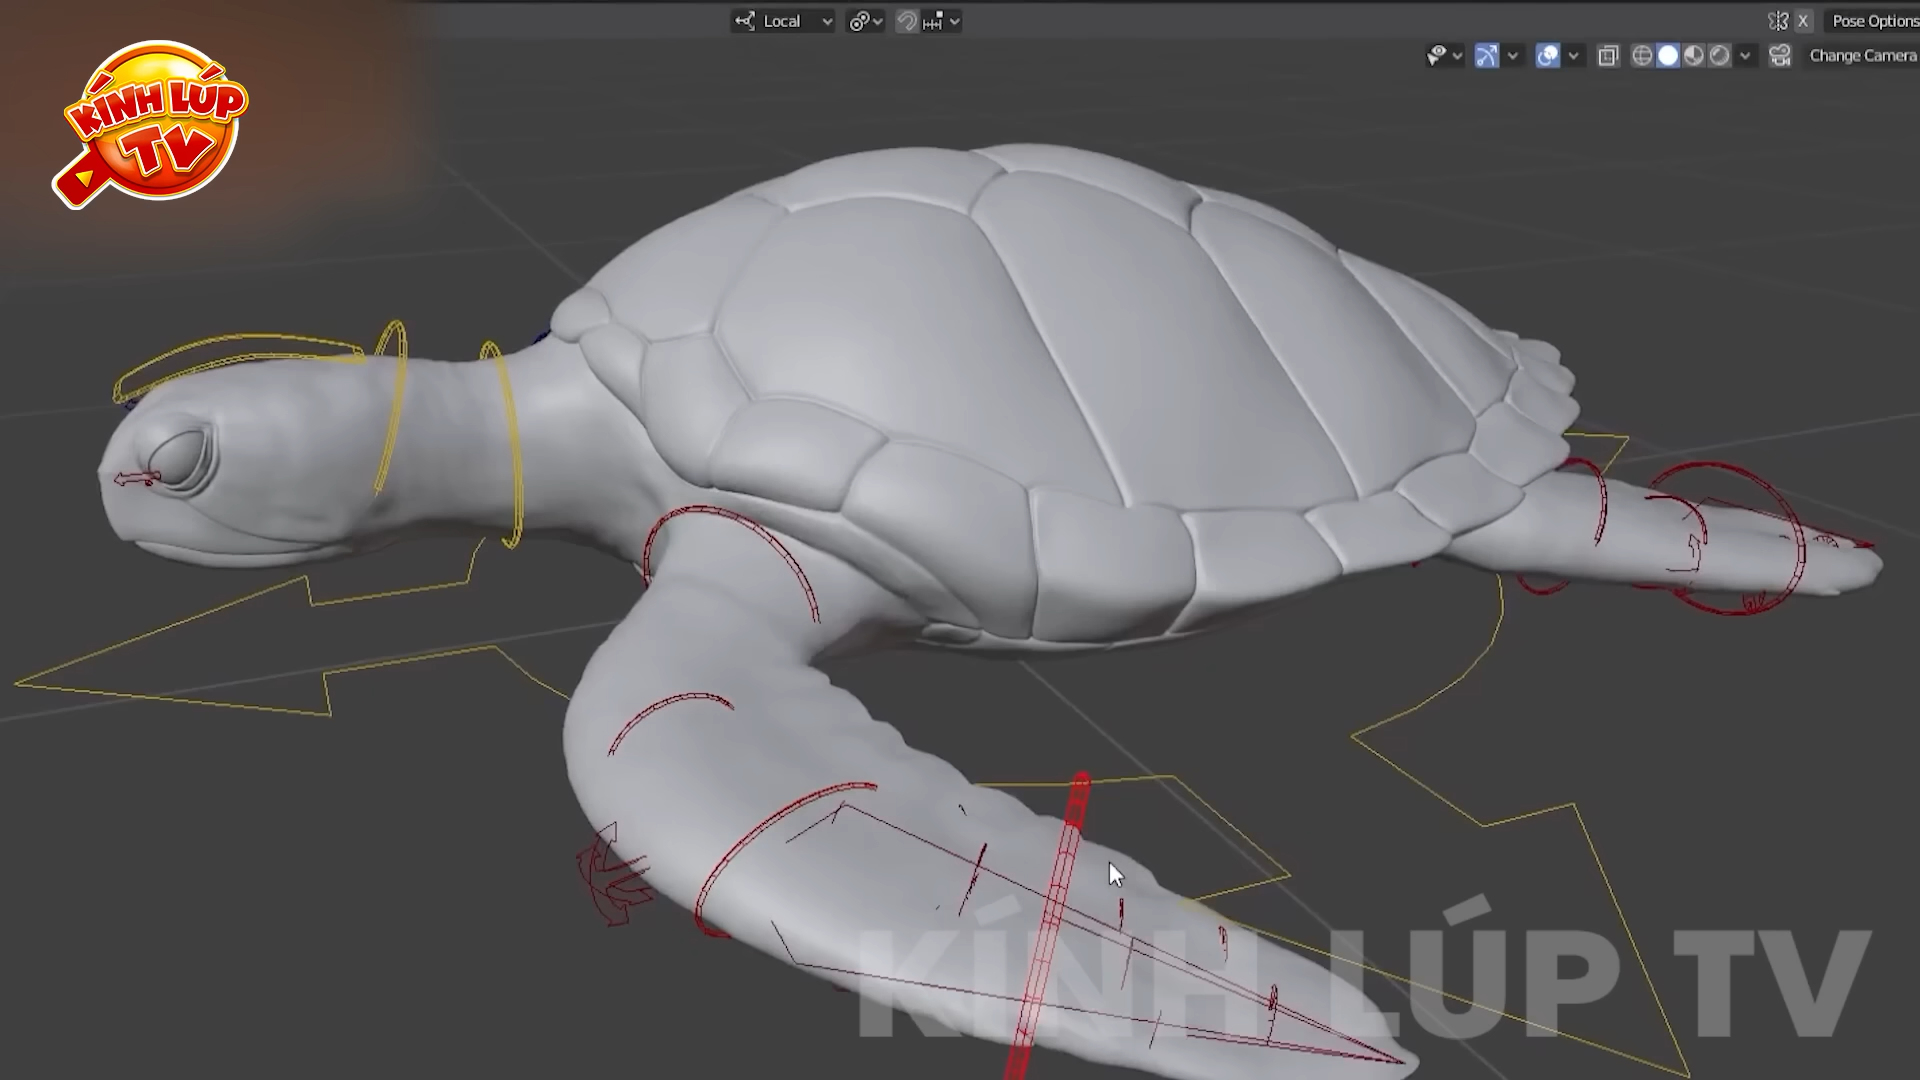 Local
X
Pose Options
Change Camera
KÍNH LÚP
TV
KÍNH LÚP TV